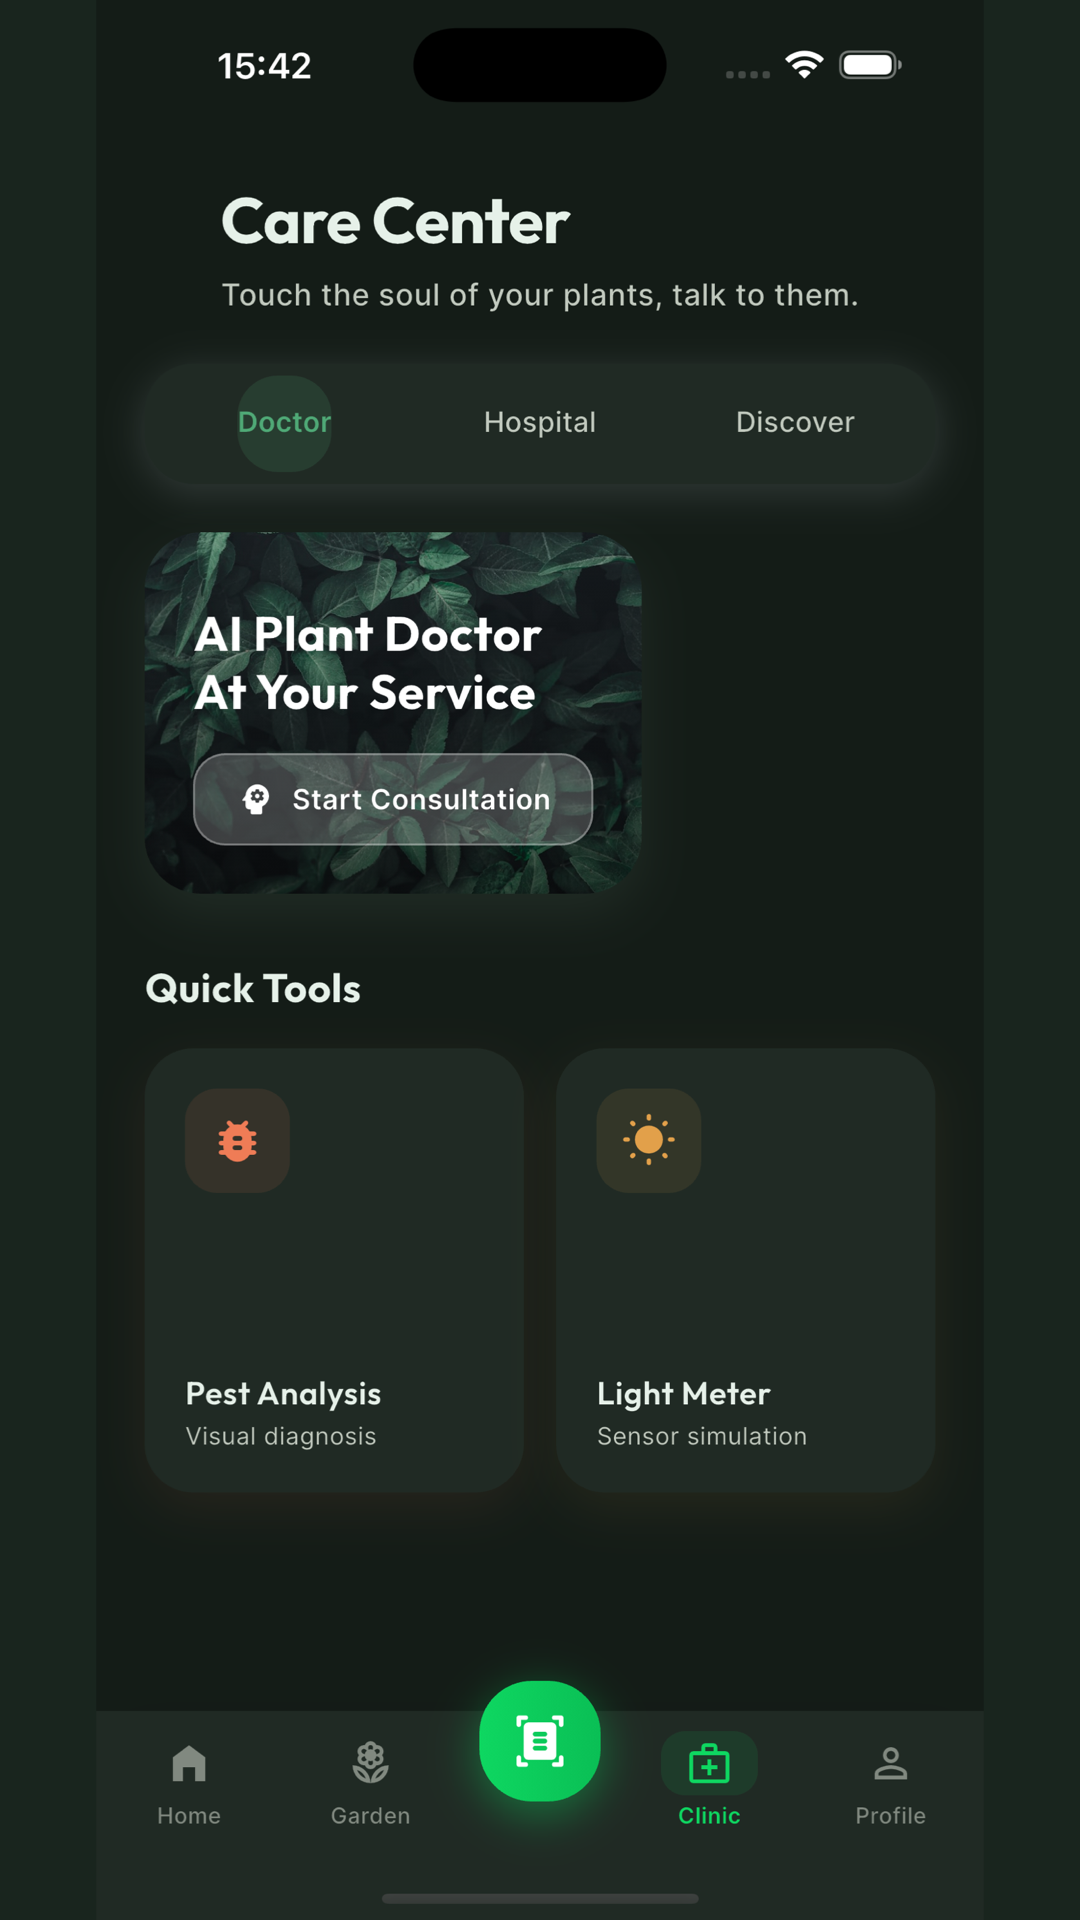 15:42
Care Center
Touch the soul of your plants, talk to them.
Doctor
Hospital
Discover
AI Plant Doctor
At Your Service
Start Consultation
Quick Tools
Pest Analysis
Visual diagnosis
Light Meter
Sensor simulation
Home
Garden
Clinic
Profile